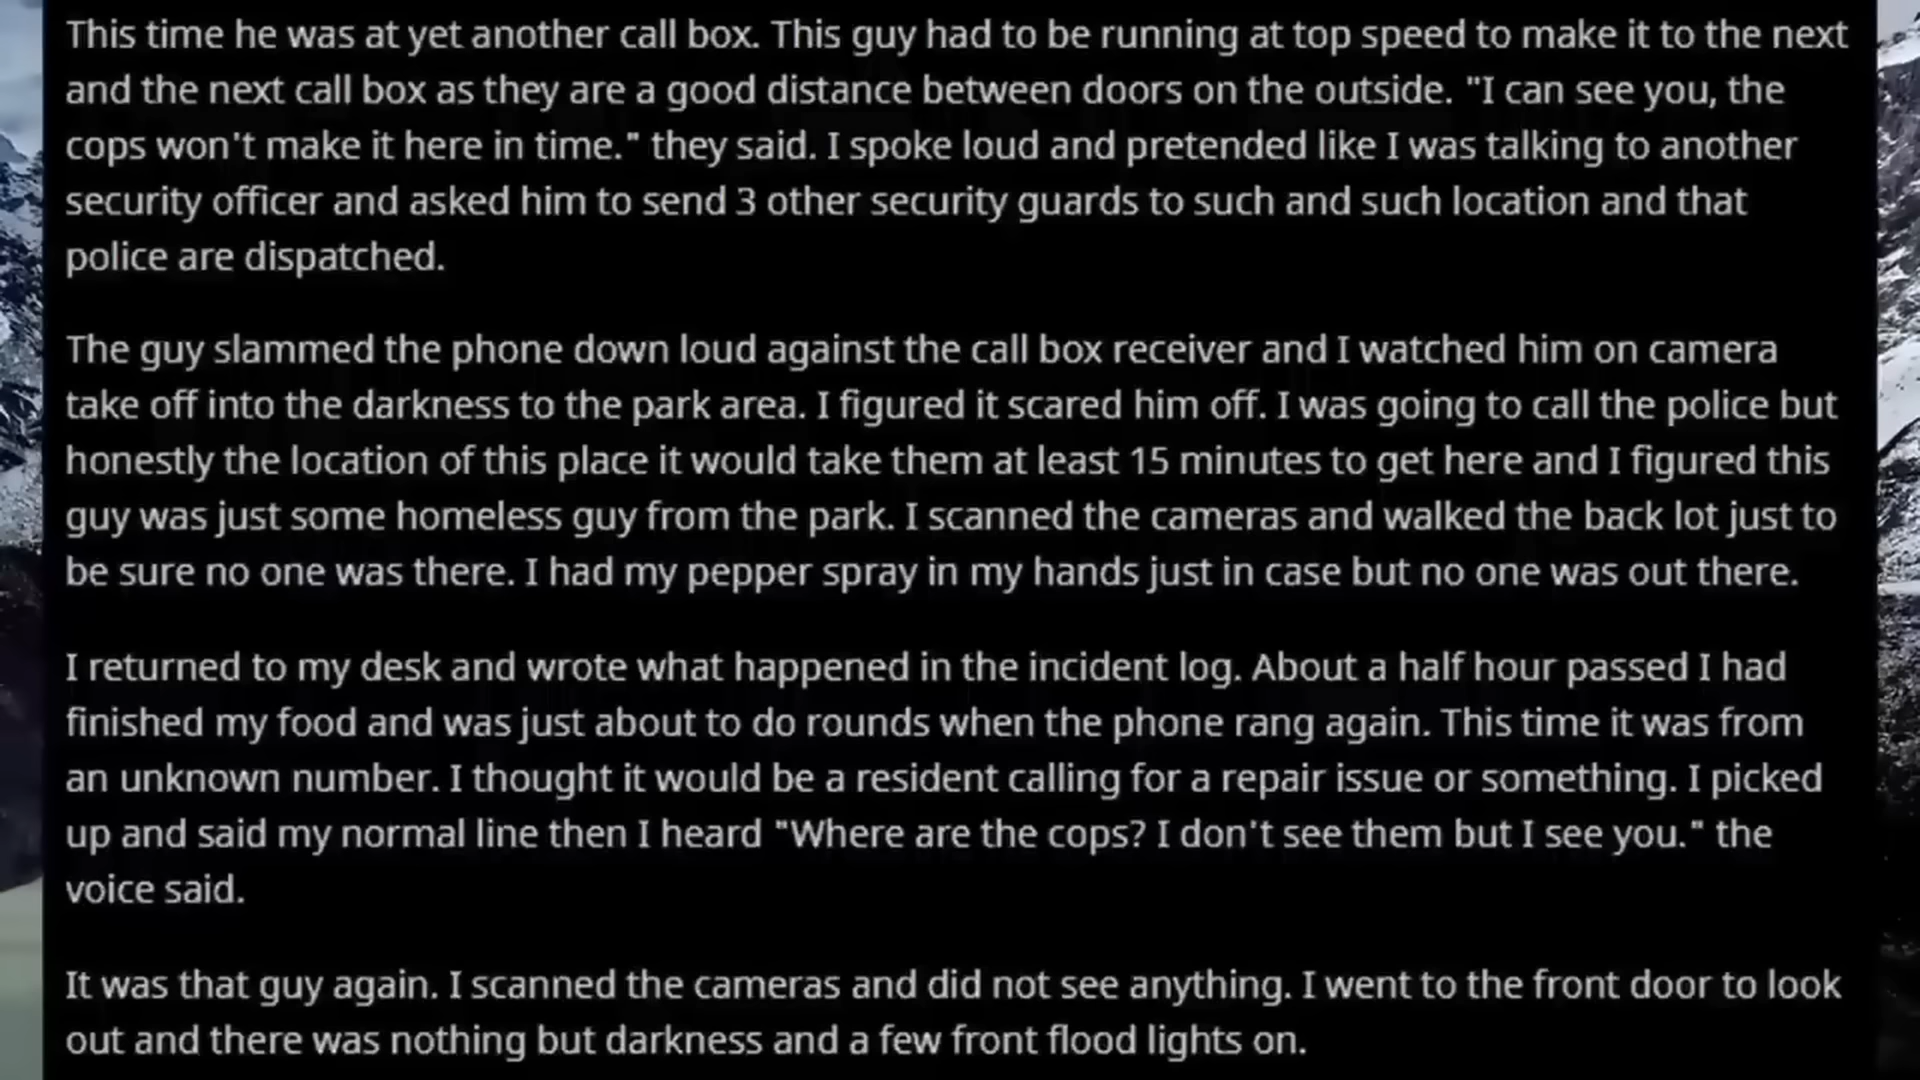 This time he was at yet another call box. This guy had to be running at top speed to make it to the next
and the next call box as they are a good distance between doors on the outside. "I can see you, the
cops won't make it here in time." they said. I spoke loud and pretended like I was talking to another
security officer and asked him to send 3 other security guards to such and such location and that
police are dispatched.
The guy slammed the phone down loud against the call box receiver and I watched him on camera
take off into the darkness to the park area. I figured it scared him off. I was going to call the police but
honestly the location of this place it would take them at least 15 minutes to get here and I figured this
guy was just some homeless guy from the park. I scanned the cameras and walked the back lot just to
be sure no one was there. I had my pepper spray in my hands just in case but no one was out there.
I returned to my desk and wrote what happened in the incident log. About a half hour passed I had
finished my food and was just about to do rounds when the phone rang again. This time it was from
an unknown number. I thought it would be a resident calling for a repair issue or something. I picked
up and said my normal line then I heard "Where are the cops? I don't see them but I see you." the
voice said.
It was that guy again. I scanned the cameras and did not see anything. I went to the front door to look
out and there was nothing but darkness and a few front flood lights on.